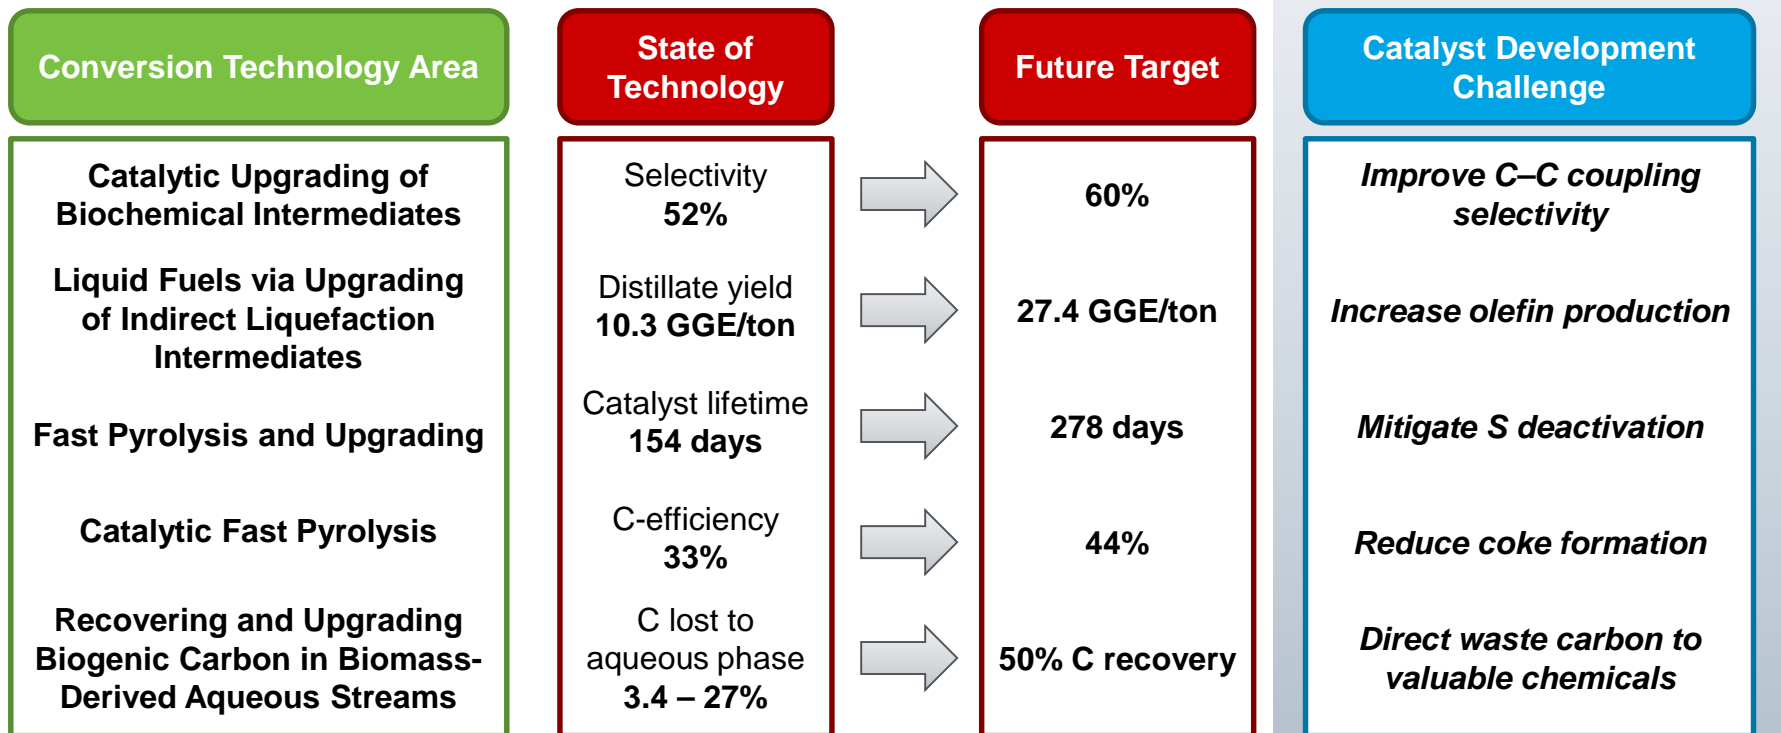 Conversion Technology Area
State of
Technology
Future Target
Catalyst Development
Challenge
Catalytic Upgrading of
Biochemical Intermediates
Selectivity
52%
60%
Improve C–C coupling
selectivity
Liquid Fuels via Upgrading
of Indirect Liquefaction
Intermediates
Distillate yield
10.3 GGE/ton
27.4 GGE/ton
Increase olefin production
Fast Pyrolysis and Upgrading
Catalyst lifetime
154 days
278 days
Mitigate S deactivation
Catalytic Fast Pyrolysis
C-efficiency
33%
44%
Reduce coke formation
Recovering and Upgrading
Biogenic Carbon in Biomass-
Derived Aqueous Streams
C lost to
aqueous phase
3.4 – 27%
50% C recovery
Direct waste carbon to
valuable chemicals